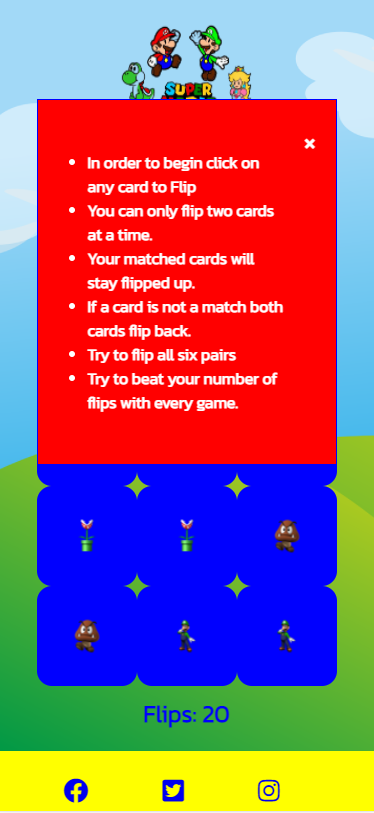 SUPER
×
In order to begin click on
any card to Flip
You can only flip two cards
at a time.
Your matched cards will
stay flipped up.
If a card is not a match both
cards flip back.
Try to flip all six pairs
Try to beat your number of
flips with every game.
Flips: 20